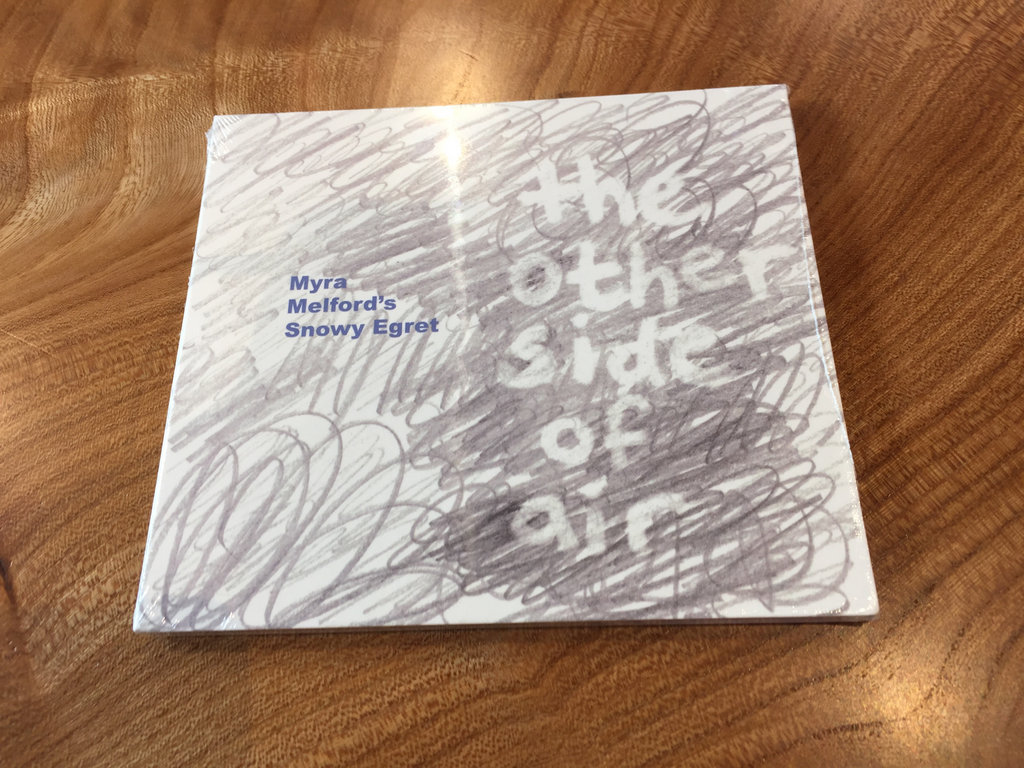 Myra
Melford's
Snowy Egret
the
other
side
of
air